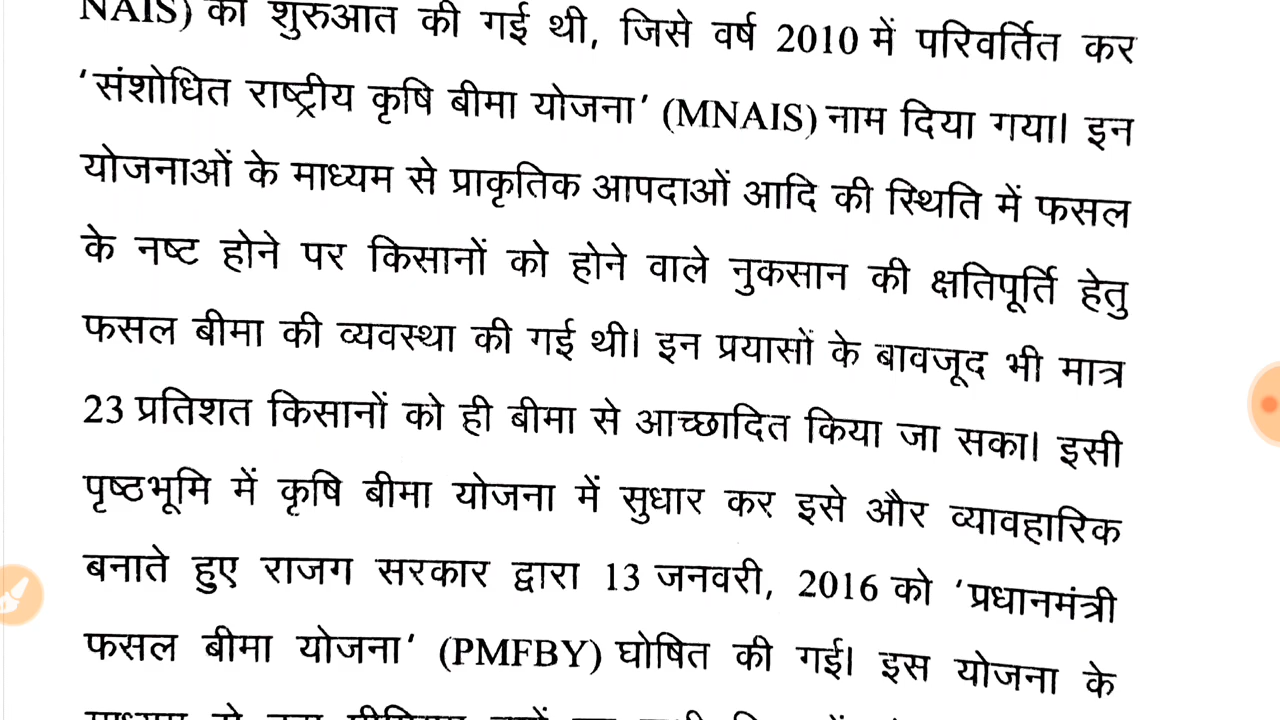 NAIS) की शुरुआत की गई थी, जिसे वर्ष 2010 में परिवर्तित कर
'संशोधित राष्ट्रीय कृषि बीमा योजना' (MNAIS) नाम दिया गया। इन
योजनाओं के माध्यम से प्राकृतिक आपदाओं आदि की स्थिति में फसल
के नष्ट होने पर किसानों को होने वाले नुकसान की क्षतिपूर्ति हेतु
फसल बीमा की व्यवस्था की गई थी। इन प्रयासों के बावजूद भी मात्र
23 प्रतिशत किसानों को ही बीमा से आच्छादित किया जा सका। इसी
पृष्ठभूमि में कृषि बीमा योजना में सुधार कर इसे और व्यावहारिक
बनाते हुए राजग सरकार द्वारा 13 जनवरी, 2016 को 'प्रधानमंत्री
फसल बीमा योजना' (PMFBY) घोषित की गई। इस योजना के